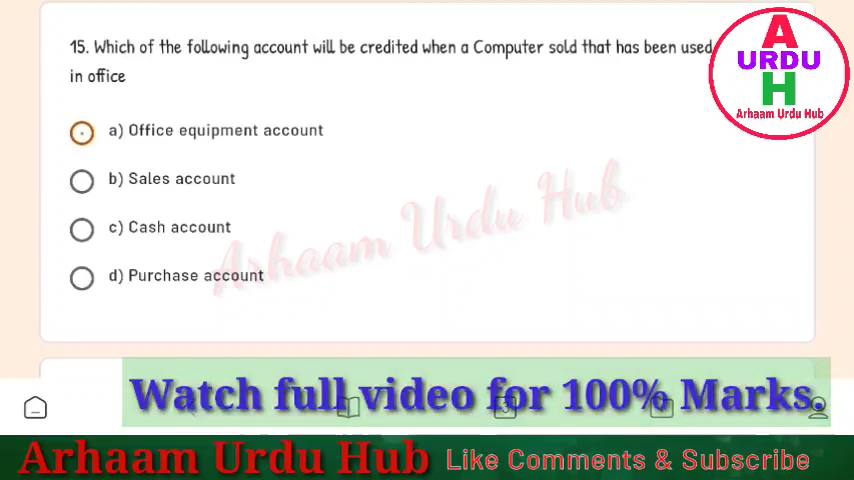 15. Which of the following account will be credited when a Computer sold that has been used
in office
a) Office equipment account
b) Sales account
c) Cash account
d) Purchase account
A
URDU
H
Arhaam Urdu Hub
Arhaam Urdu Hub
Watch full video for 100% Marks.
Arhaam Urdu Hub
Like Comments & Subscribe